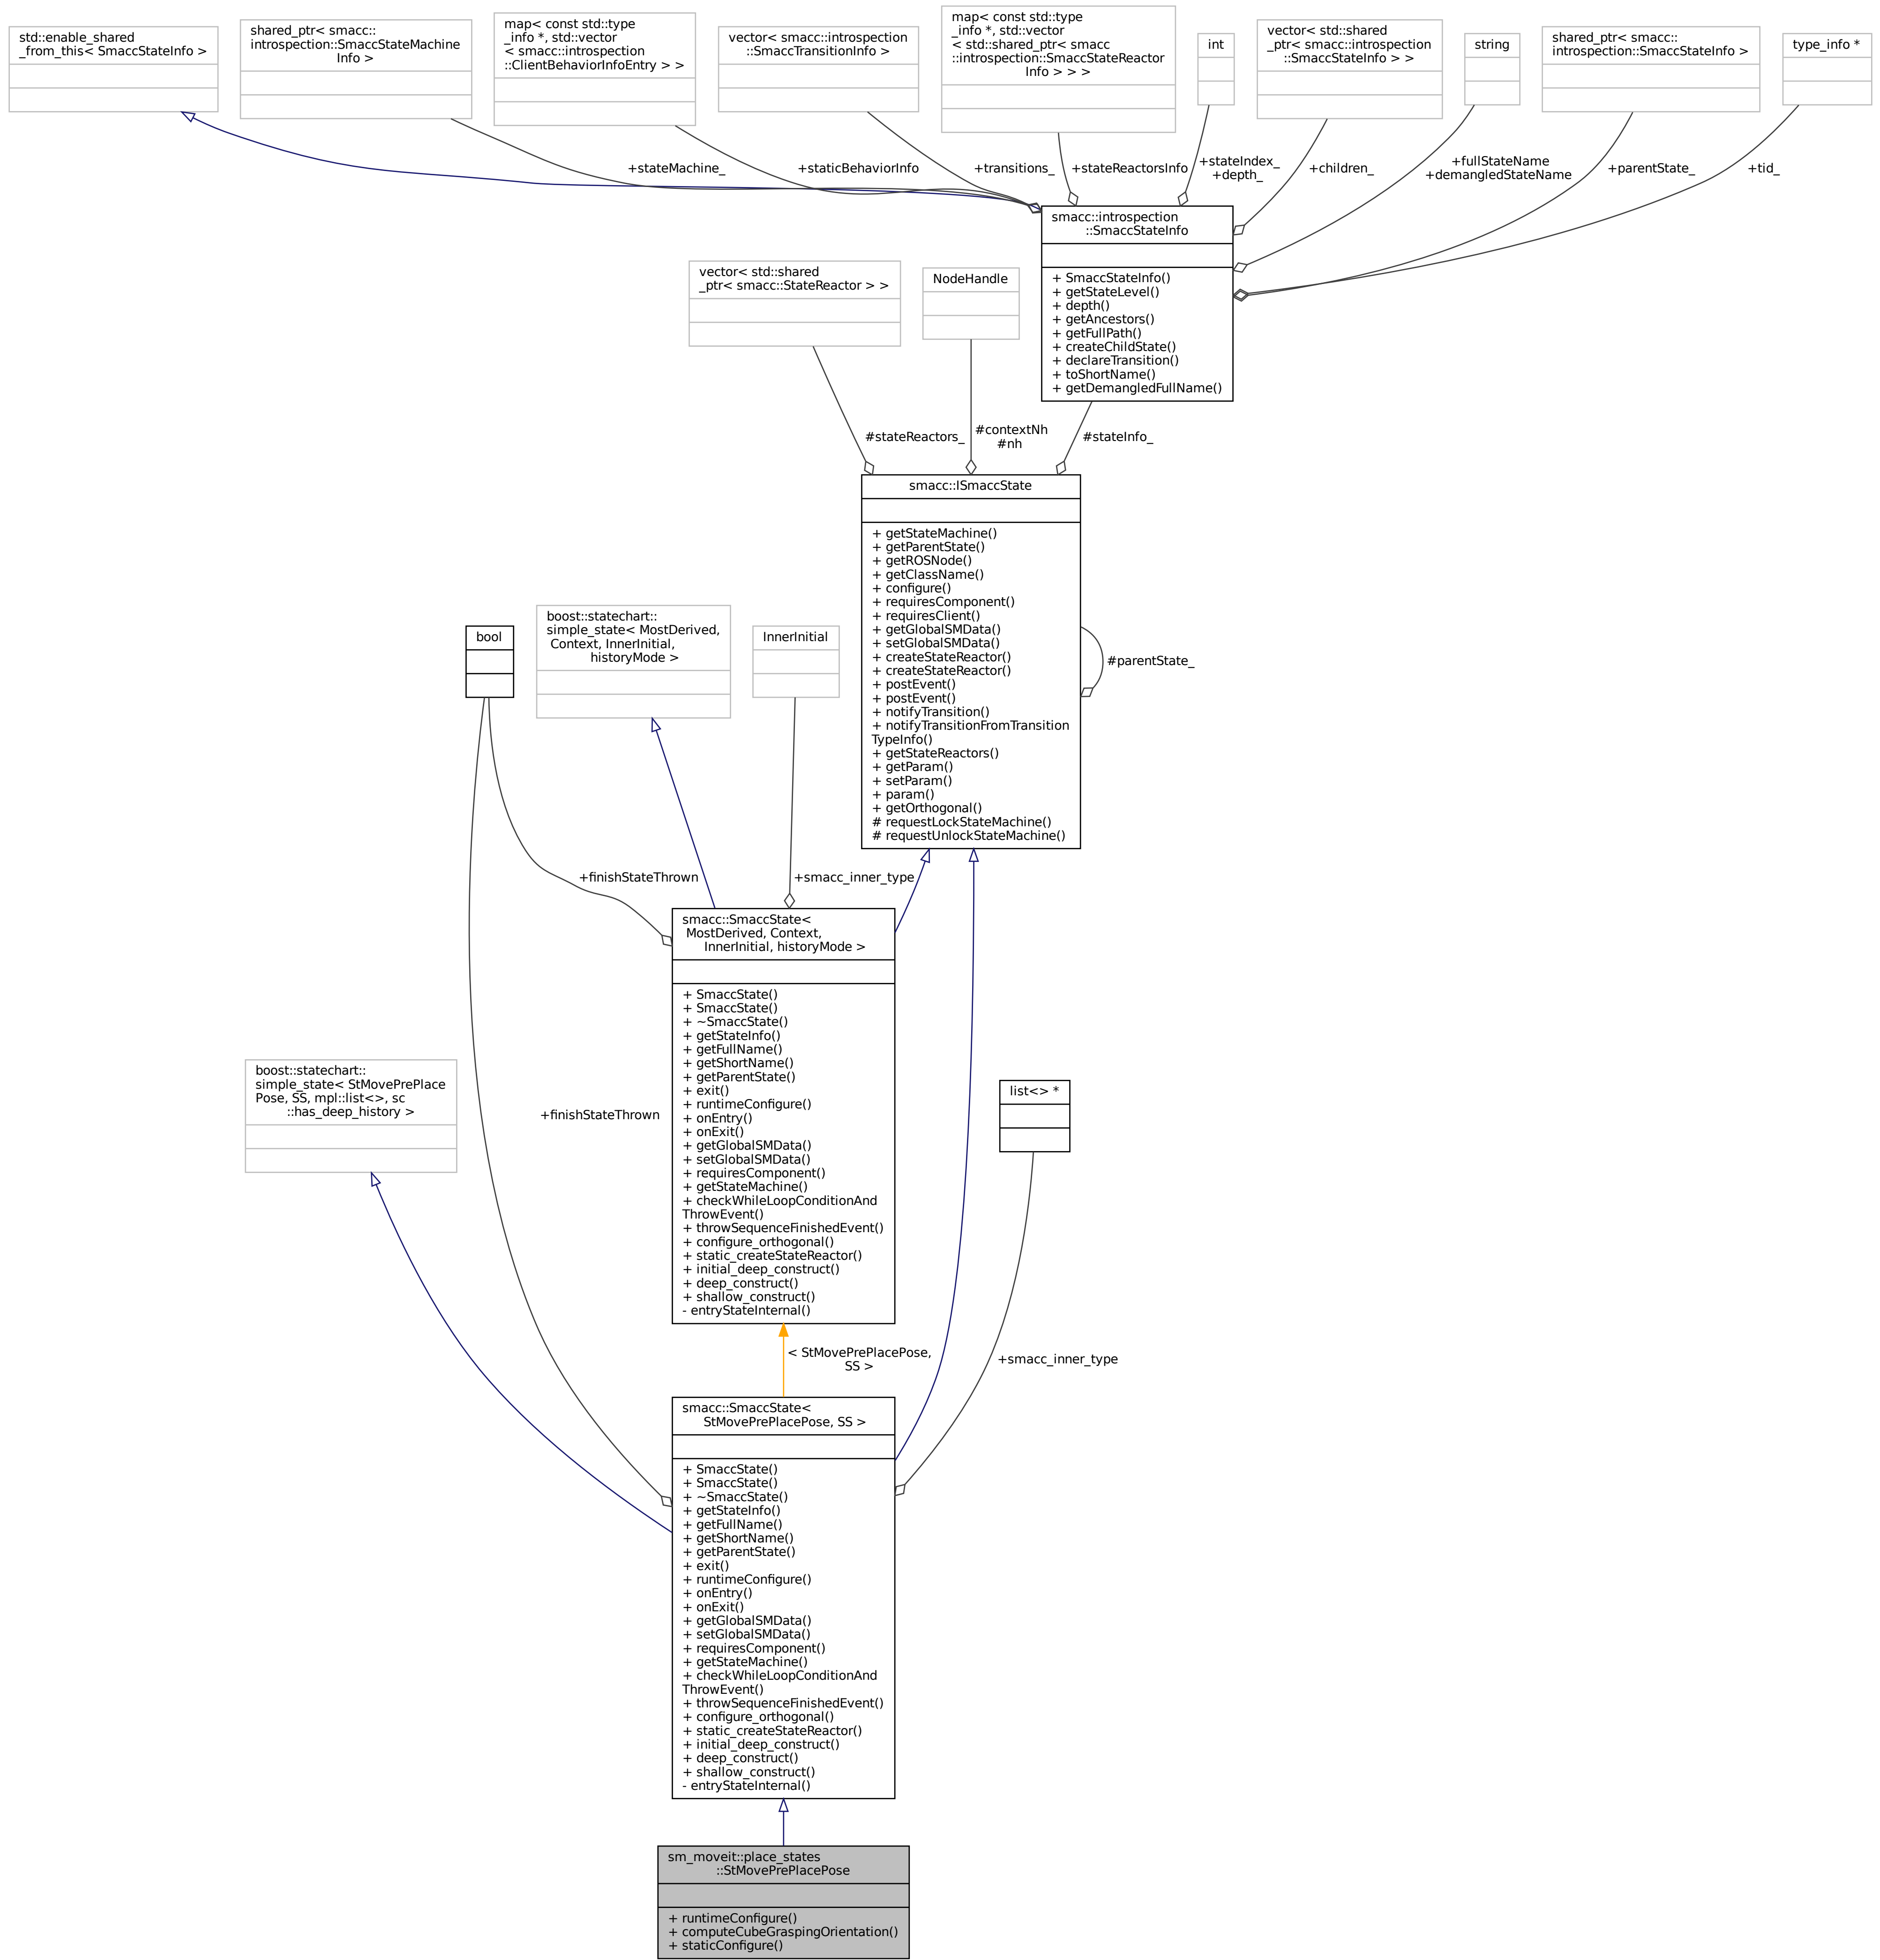 std::enable_shared
_from_this< SmaccStateInfo >
shared_ptr< smacc::
introspection::SmaccStateMachine
Info >
map< const std::type
_info *, std::vector
< smacc::introspection
::ClientBehaviorInfoEntry > >
vector< smacc::introspection
::SmaccTransitionInfo >
map< const std::type
_info *, std::vector
< std::shared_ptr< smacc
::introspection::SmaccStateReactor
Info > > >
int
vector< std::shared
_ptr< smacc::introspection
::SmaccStateInfo > >
string
shared_ptr< smacc::
introspection::SmaccStateInfo >
type_info *
+stateMachine_
+staticBehaviorInfo
+transitions_
+stateReactorsInfo
+stateIndex_
+depth_
+children_
+fullStateName
+demangledStateName
+parentState_
+tid_
smacc::introspection
::SmaccStateInfo
+ SmaccStateInfo()
+ getStateLevel()
+ depth()
+ getAncestors()
+ getFullPath()
+ createChildState()
+ declareTransition()
+ toShortName()
+ getDemangledFullName()
vector< std::shared
_ptr< smacc::StateReactor > >
NodeHandle
#stateReactors_
#contextNh
#nh
#stateInfo_
smacc::ISmaccState
+ getStateMachine()
+ getParentState()
+ getROSNode()
+ getClassName()
+ configure()
+ requiresComponent()
+ requiresClient()
+ getGlobalSMData()
+ setGlobalSMData()
+ createStateReactor()
+ createStateReactor()
+ postEvent()
+ postEvent()
+ notifyTransition()
+ notifyTransitionFromTransition
TypeInfo()
+ getStateReactors()
+ getParam()
+ setParam()
+ param()
+ getOrthogonal()
# requestLockStateMachine()
# requestUnlockStateMachine()
#parentState_
bool
boost::statechart::
simple_state< MostDerived,
Context, InnerInitial,
historyMode >
InnerInitial
+finishStateThrown
+smacc_inner_type
smacc::SmaccState<
MostDerived, Context,
InnerInitial, historyMode >
+ SmaccState()
+ SmaccState()
+ ~SmaccState()
+ getStateInfo()
+ getFullName()
+ getShortName()
+ getParentState()
+ exit()
+ runtimeConfigure()
+ onEntry()
+ onExit()
+ getGlobalSMData()
+ setGlobalSMData()
+ requiresComponent()
+ getStateMachine()
+ checkWhileLoopConditionAnd
ThrowEvent()
+ throwSequenceFinishedEvent()
+ configure_orthogonal()
+ static_createStateReactor()
+ initial_deep_construct()
+ deep_construct()
+ shallow_construct()
- entryStateInternal()
boost::statechart::
simple_state< StMovePrePlace
Pose, SS, mpl::list<>, sc
::has_deep_history >
+finishStateThrown
list<> *
< StMovePrePlacePose,
SS >
+smacc_inner_type
smacc::SmaccState<
StMovePrePlacePose, SS >
+ SmaccState()
+ SmaccState()
+ ~SmaccState()
+ getStateInfo()
+ getFullName()
+ getShortName()
+ getParentState()
+ exit()
+ runtimeConfigure()
+ onEntry()
+ onExit()
+ getGlobalSMData()
+ setGlobalSMData()
+ requiresComponent()
+ getStateMachine()
+ checkWhileLoopConditionAnd
ThrowEvent()
+ throwSequenceFinishedEvent()
+ configure_orthogonal()
+ static_createStateReactor()
+ initial_deep_construct()
+ deep_construct()
+ shallow_construct()
- entryStateInternal()
sm_moveit::place_states
::StMovePrePlacePose
+ runtimeConfigure()
+ computeCubeGraspingOrientation()
+ staticConfigure()